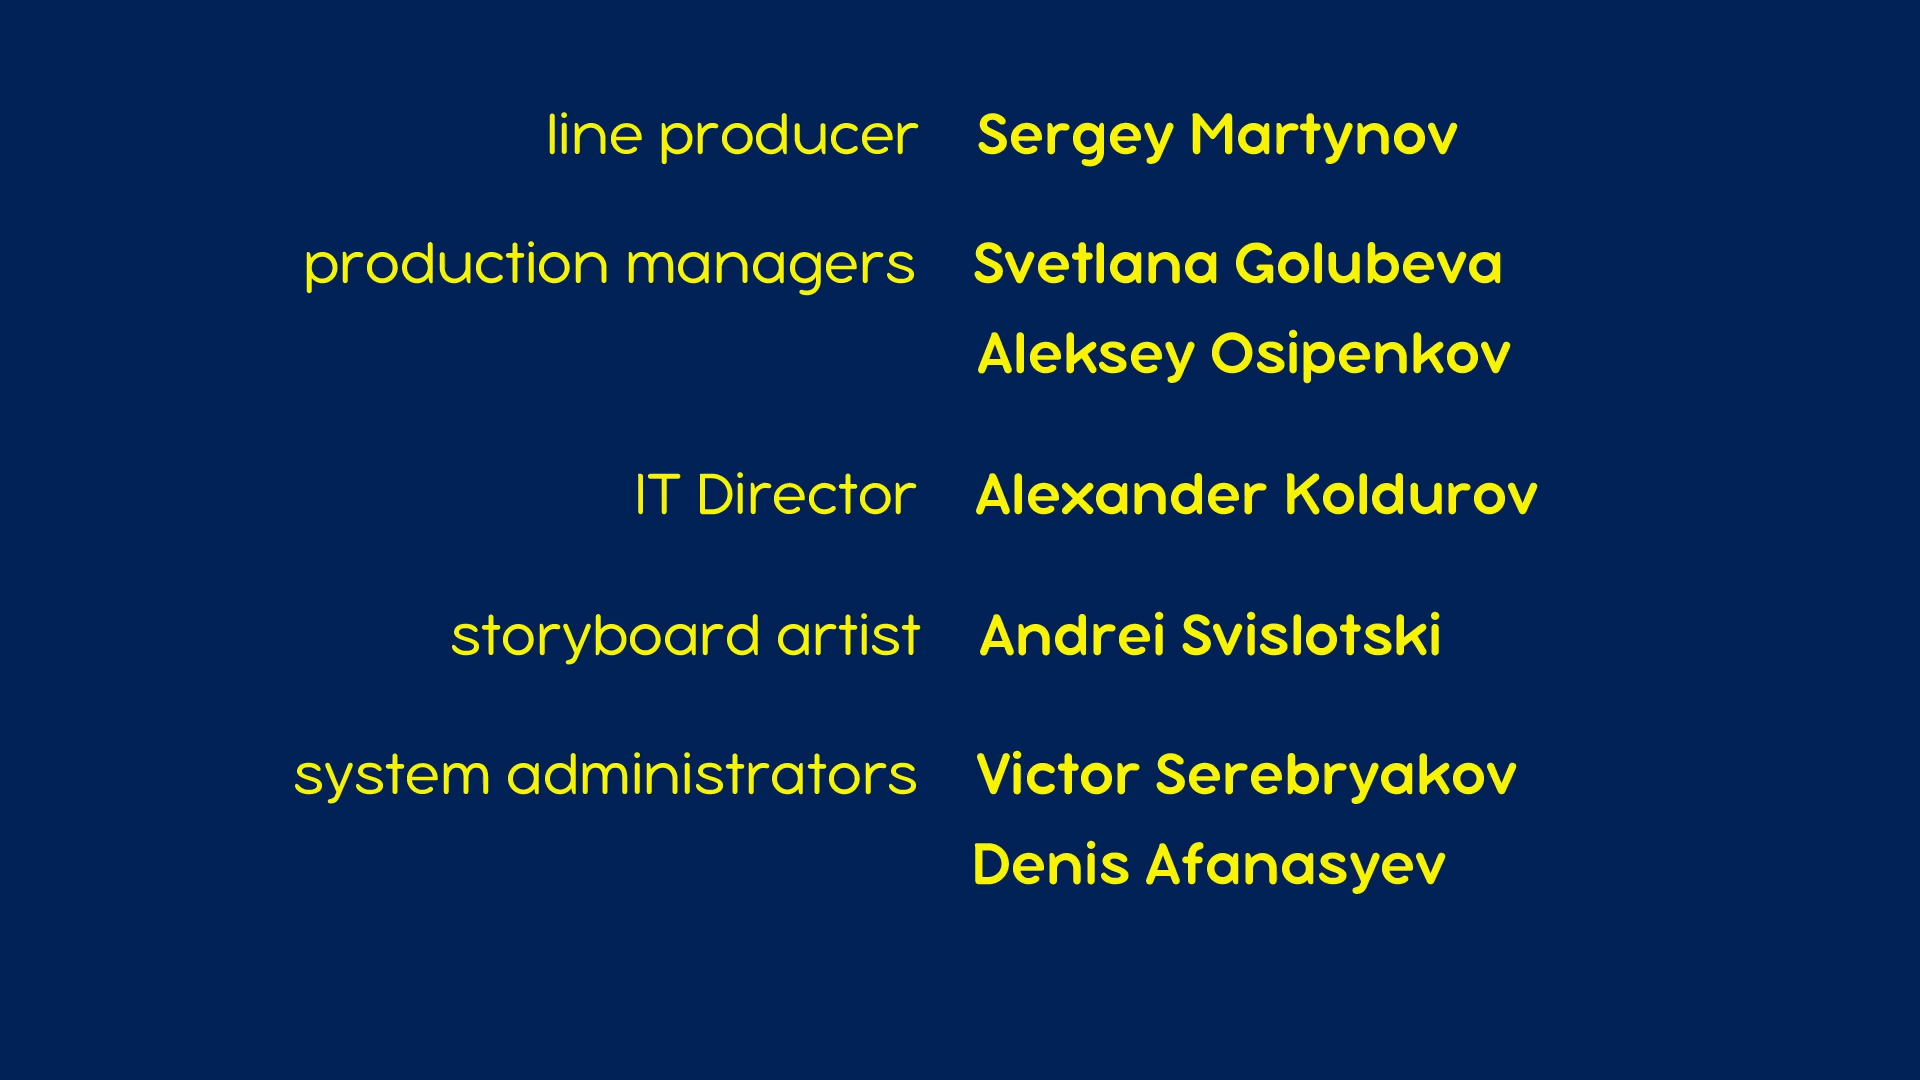 line producer Sergey Martynov
production managers Svetlana Golubeva
Aleksey Osipenkov
IT Director Alexander Koldurov
storyboard artist Andrei Svislotski
system administrators Victor Serebryakov
Denis Afanasyev